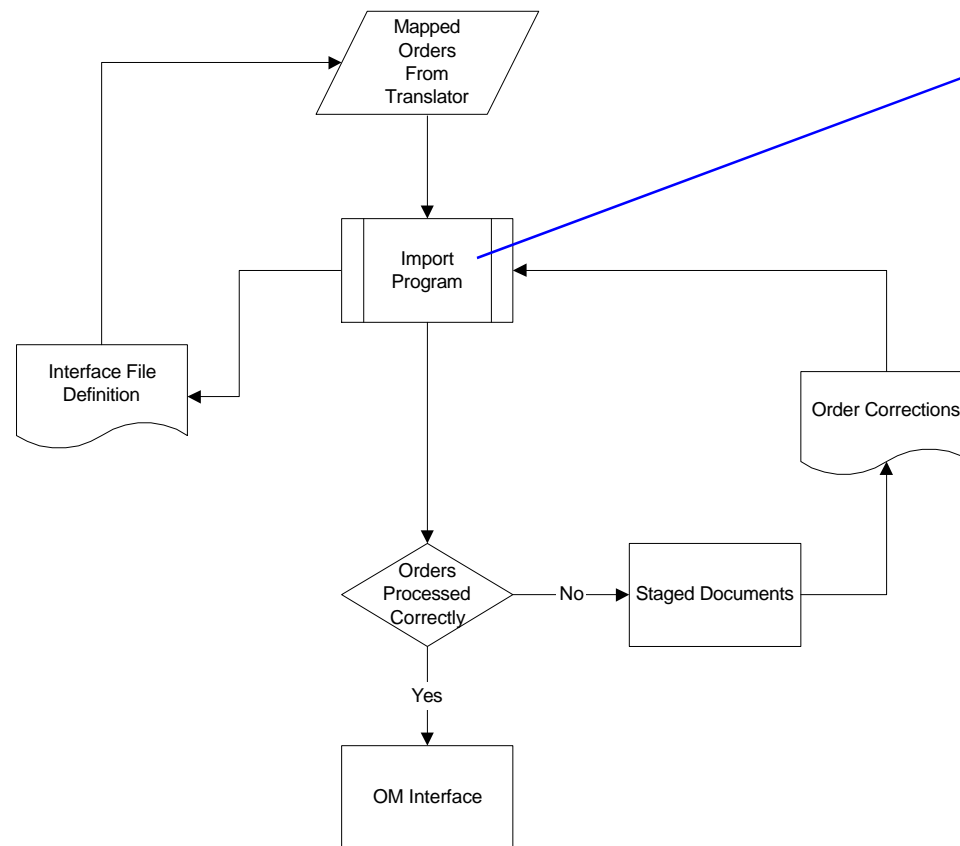 Mapped
Orders
From
Translator
Import
Program
Interface File
Definition
Order Corrections
Orders
Processed
Correctly
No
Staged Documents
Yes
OM Interface